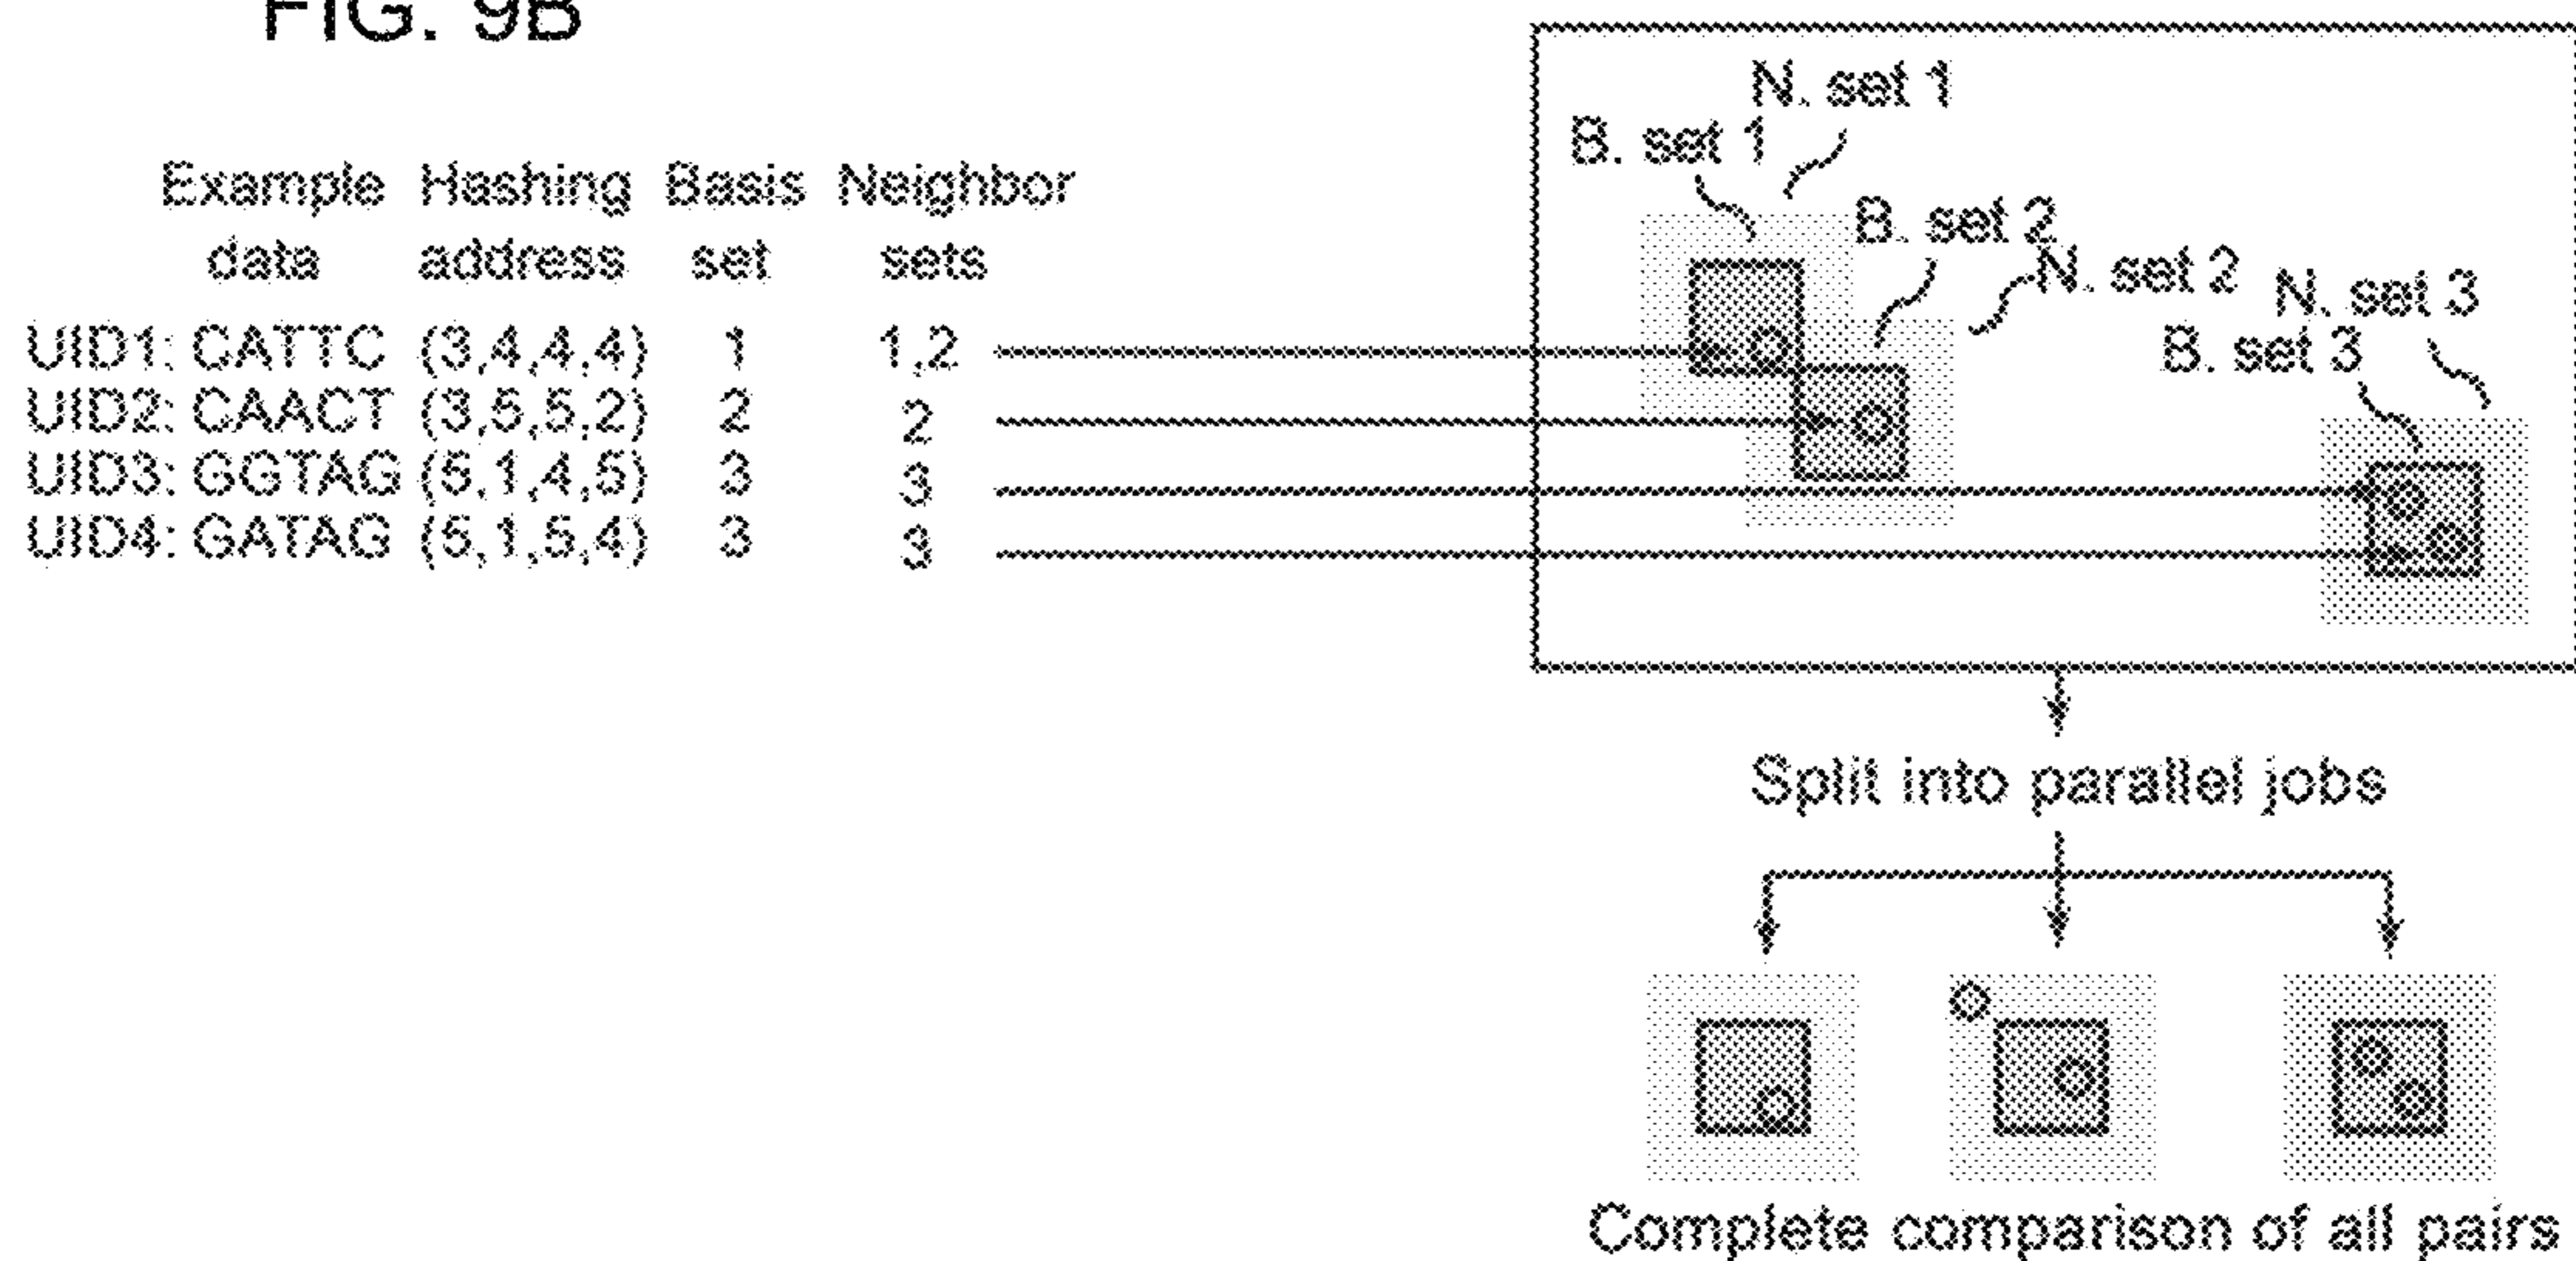 FIG. 9B
Example Hashing Basis Neighbor
data address set sets
UID1: CATTC (3,4,4,4) 1 1,2
UID2: CAACT (3,5,5,2) 2 2
UID3: GGTAG (5,1,4,5) 3 3
UID4: GATAG (5,1,5,4) 3 3
N. set 1
B. set 1
B. set 2
N. set 2
N. set 3
B. set 3
Split into parallel jobs
Complete comparison of all pairs